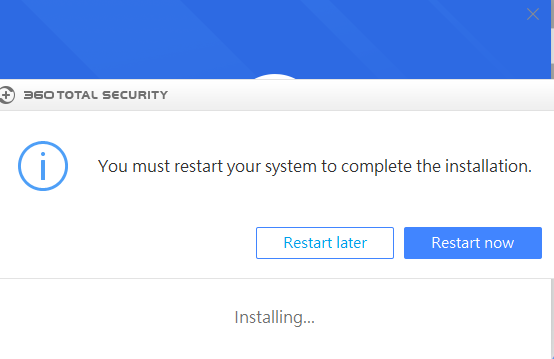 360 TOTAL SECURITY
You must restart your system to complete the installation.
Restart later
Restart now
Installing...